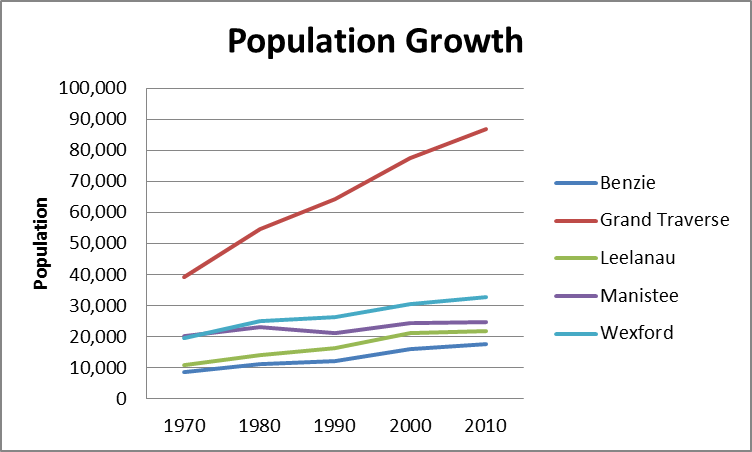 Population Growth
Population
100,000
90,000
80,000
70,000
60,000
50,000
40,000
30,000
20,000
10,000
0
1970 1980 1990 2000 2010
Benzie
Grand Traverse
Leelanau
Manistee
Wexford